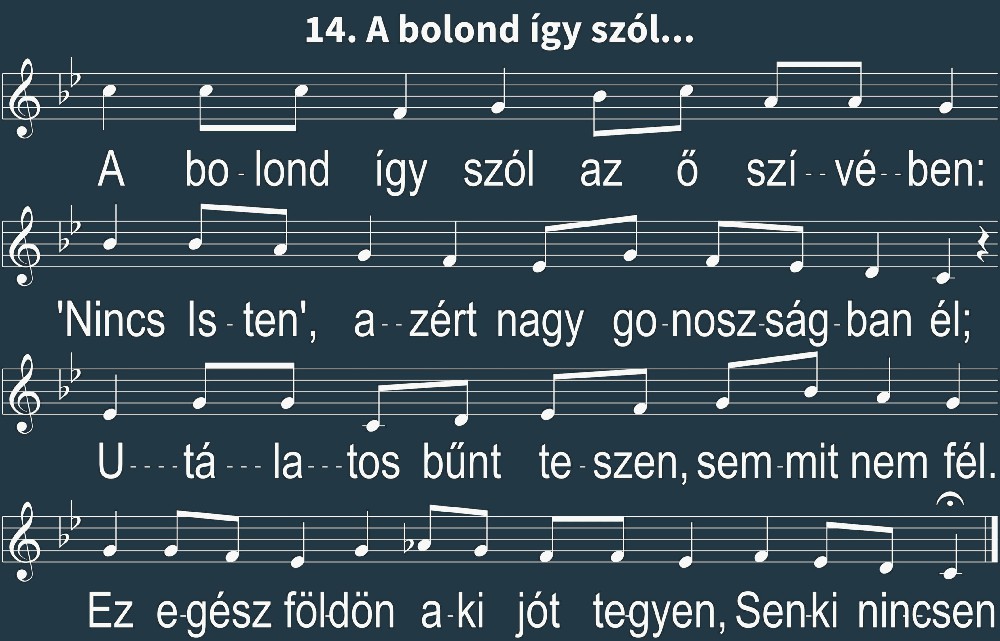 14. A bolond így szól...
A bo - lond így szól az ő szí - - vé - - ben:
'Nincs Is - ten', a - - zért nagy go - nosz - ság - ban él;
U - - - - tá - - - la - - - tos bűnt te - szen, sem - mit nem fél.
Ez e - gész föl - dön a - ki jót te - gyen, Sen - ki nincsen